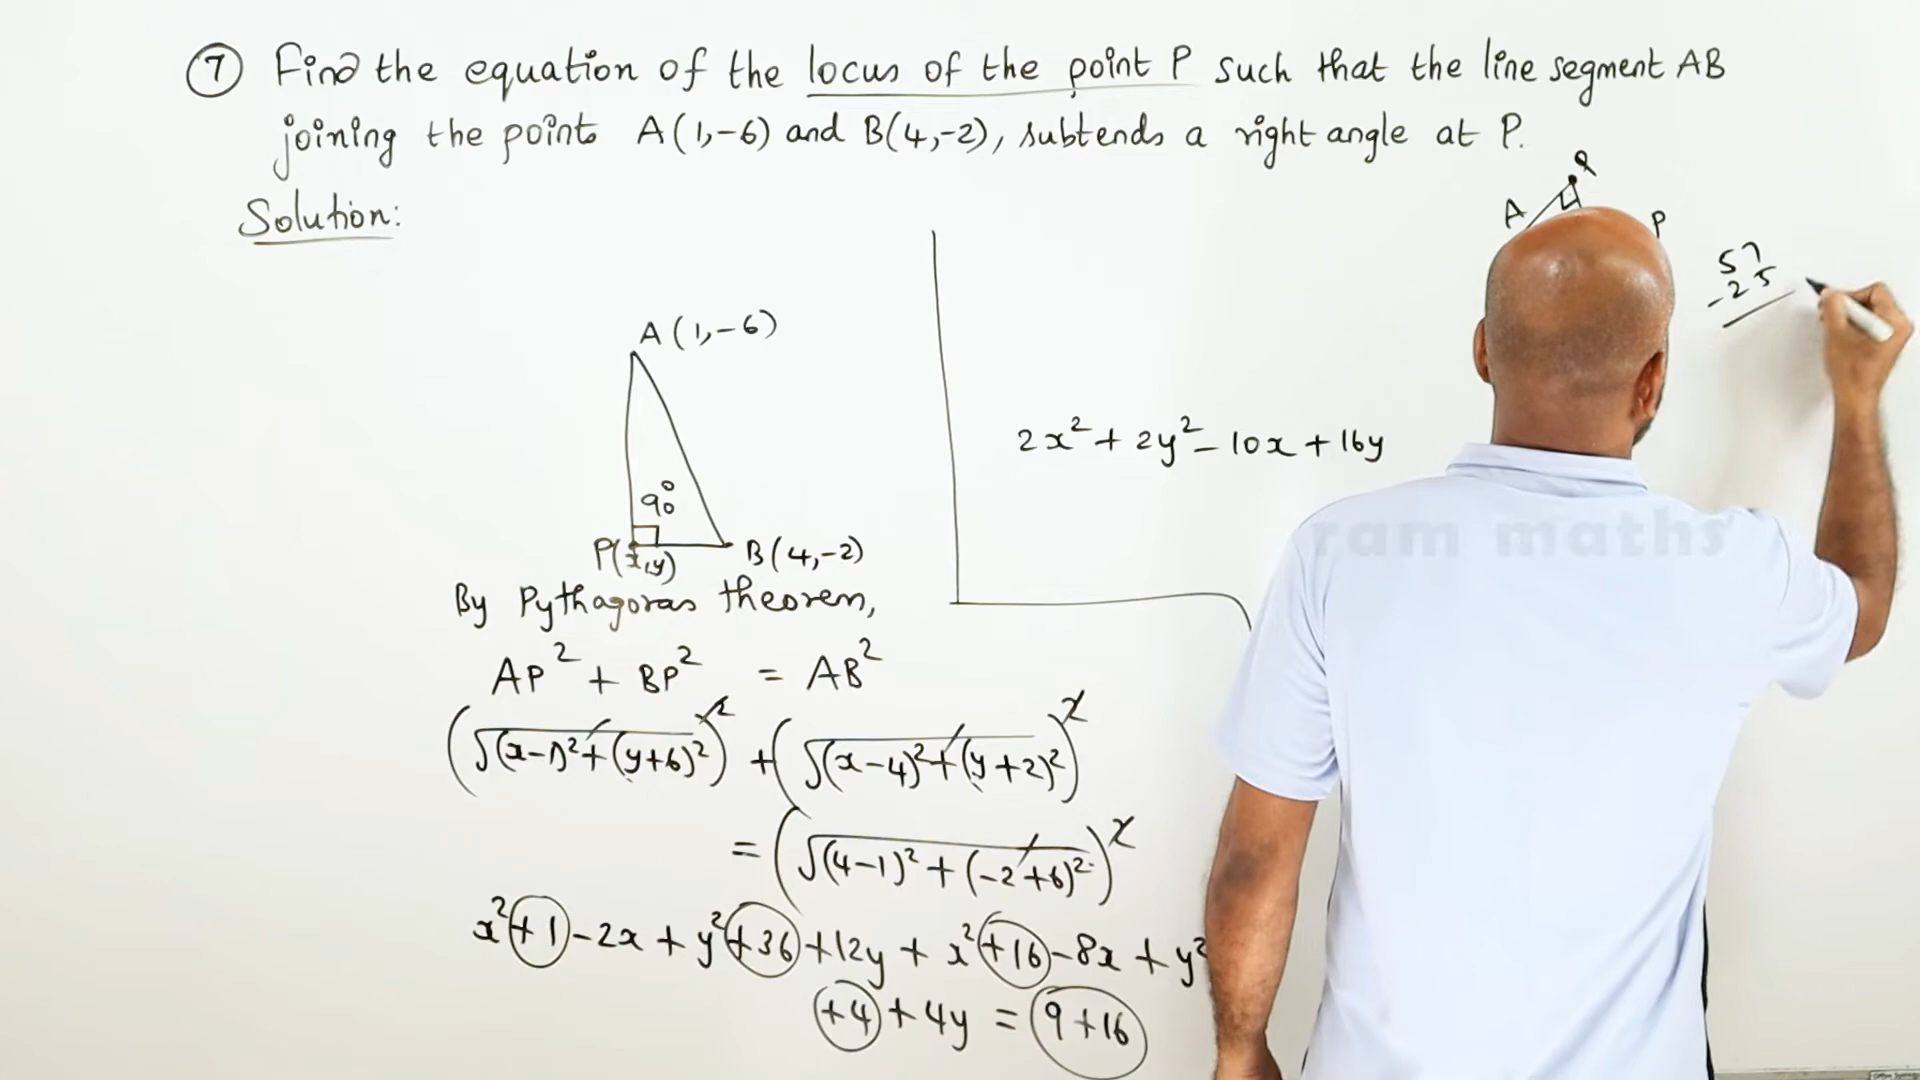 7 Find the equation of the locus of the point P such that the line segment AB
joining the points A(1,-6) and B(4,-2), subtends a right angle at P.
Solution:
A
P
57
-25
A(1,-6)
90°
P(x,y)
B(4,-2)
By Pythagoras theorem,
AP² + BP² = AB²
(√(x-1)²+(y+6)²)² + (√(x-4)²+(y+2)²)²
= (√(4-1)²+(-2+6)²)²
x²+1-2x+y²+36+12y+x²+16-8x+y²
+4+4y = 9+16
2x²+2y²-10x+16y
ram maths